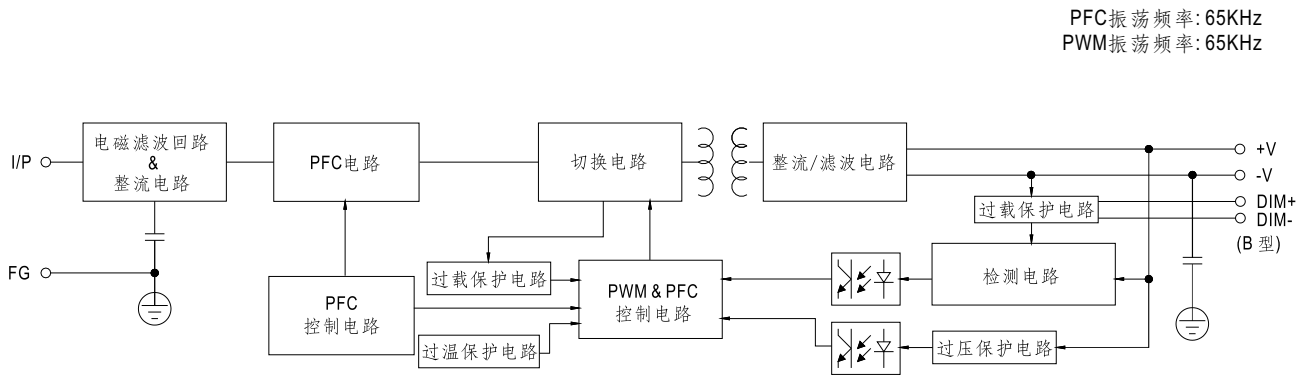 PFC振荡频率: 65KHz
PWM振荡频率: 65KHz
I/P
电磁滤波回路
&
整流电路
PFC电路
切换电路
整流/滤波电路
+V
-V
DIM+
DIM-
(B 型)
过载保护电路
FG
过载保护电路
PFC
控制电路
PWM & PFC
控制电路
检测电路
过温保护电路
过压保护电路